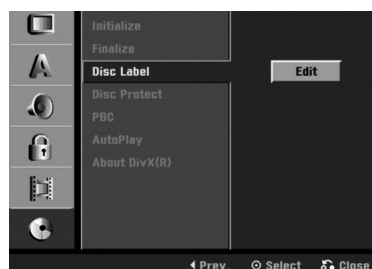 Initialize
Finalize
Disc Label
Edit
Disc Protect
PBC
AutoPlay
About DivX(R)
Prev. Select Close